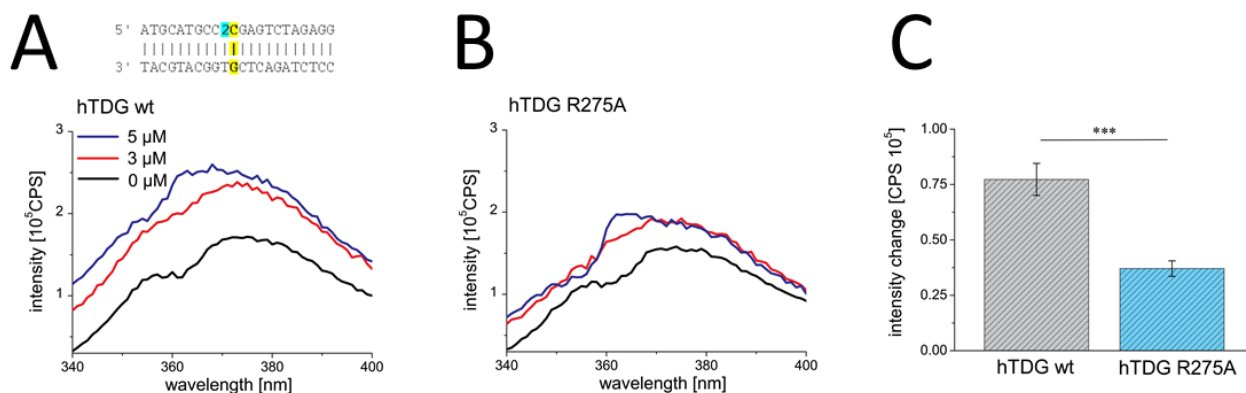 A
5' ATGCATGCC2CGAGTCTAGAGG
||||||||||||||||||||||
3' TACGTACGGTGCTCAGATCTCC
hTDG wt
5 µM
3 µM
0 µM
3
2
1
intensity [10⁵CPS]
340 360 380 400
wavelength [nm]
B
hTDG R275A
3
2
1
intensity [10⁵CPS]
340 360 380 400
wavelength [nm]
C
1.00
0.75
0.50
0.25
0.00
intensity change [CPS 10⁵]
***
hTDG wt hTDG R275A